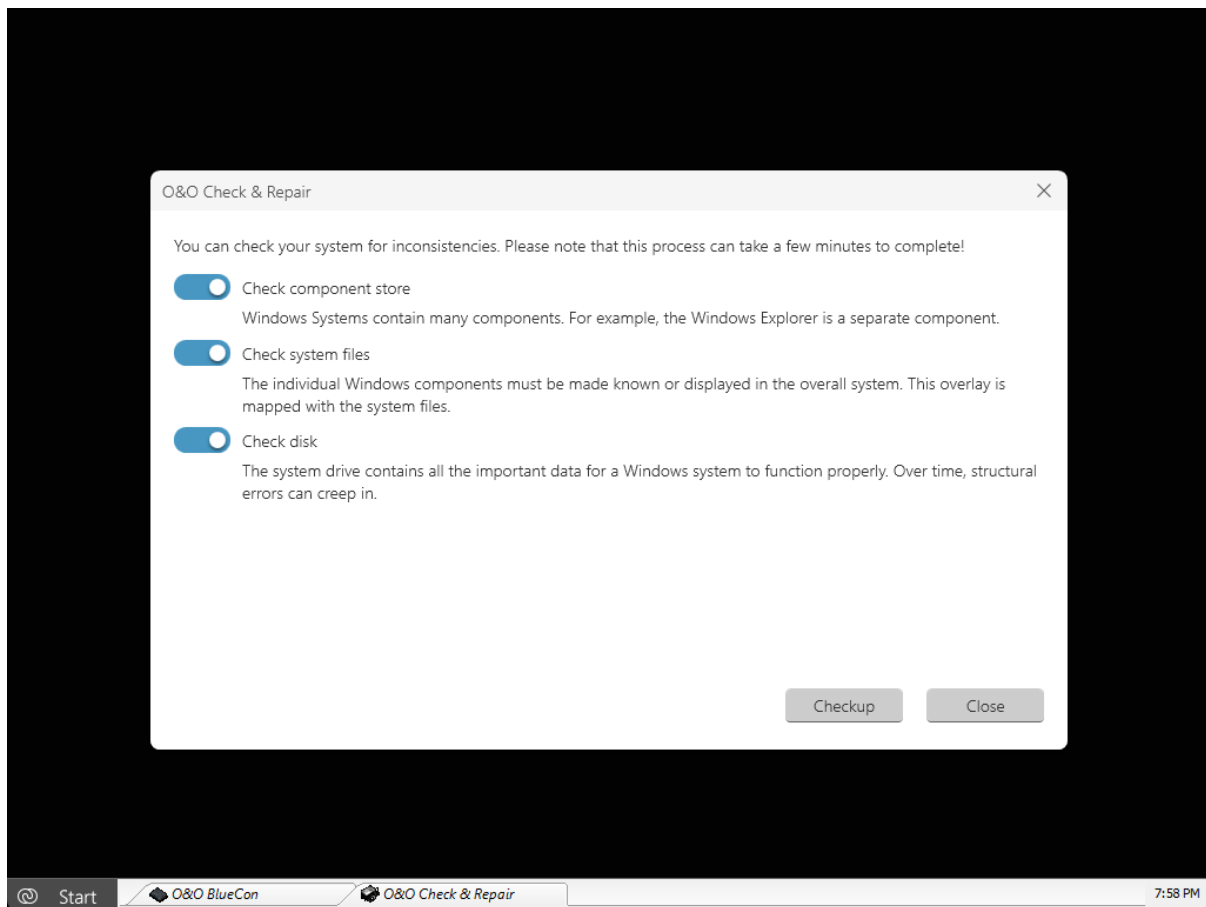 O&O Check & Repair
You can check your system for inconsistencies. Please note that this process can take a few minutes to complete!
Check component store
Windows Systems contain many components. For example, the Windows Explorer is a separate component.
Check system files
The individual Windows components must be made known or displayed in the overall system. This overlay is
mapped with the system files.
Check disk
The system drive contains all the important data for a Windows system to function properly. Over time, structural
errors can creep in.
Checkup
Close
Start
O&O BlueCon
O&O Check & Repair
7:58 PM